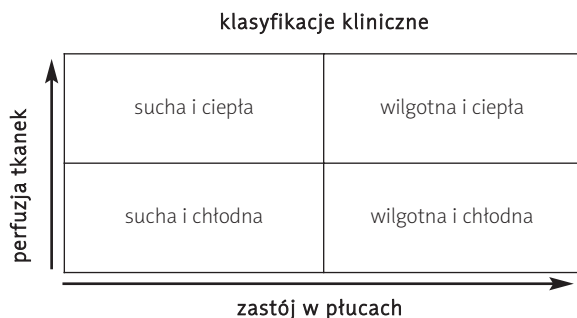 klasyfikacje kliniczne
perfuzja tkanek
sucha i ciepła
wilgotna i ciepła
sucha i chłodna
wilgotna i chłodna
zastój w płucach